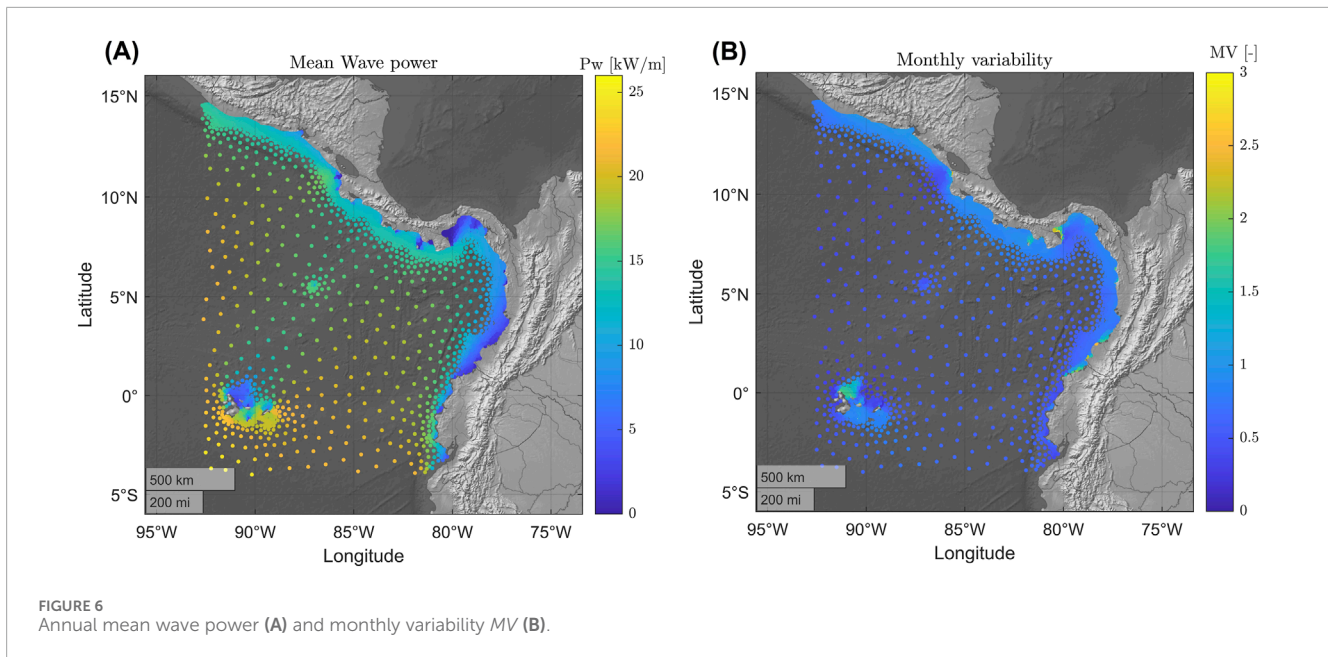 (A)
Mean Wave power
Pw [kW/m]
15°N
10°N
5°N
0°
5°S
Latitude
500 km
200 mi
95°W 90°W 85°W 80°W 75°W
Longitude
25
20
15
10
5
0
(B)
Monthly variability
MV [-]
15°N
10°N
5°N
0°
5°S
Latitude
500 km
200 mi
95°W 90°W 85°W 80°W 75°W
Longitude
3
2.5
2
1.5
1
0.5
0
FIGURE 6
Annual mean wave power (A) and monthly variability MV (B).